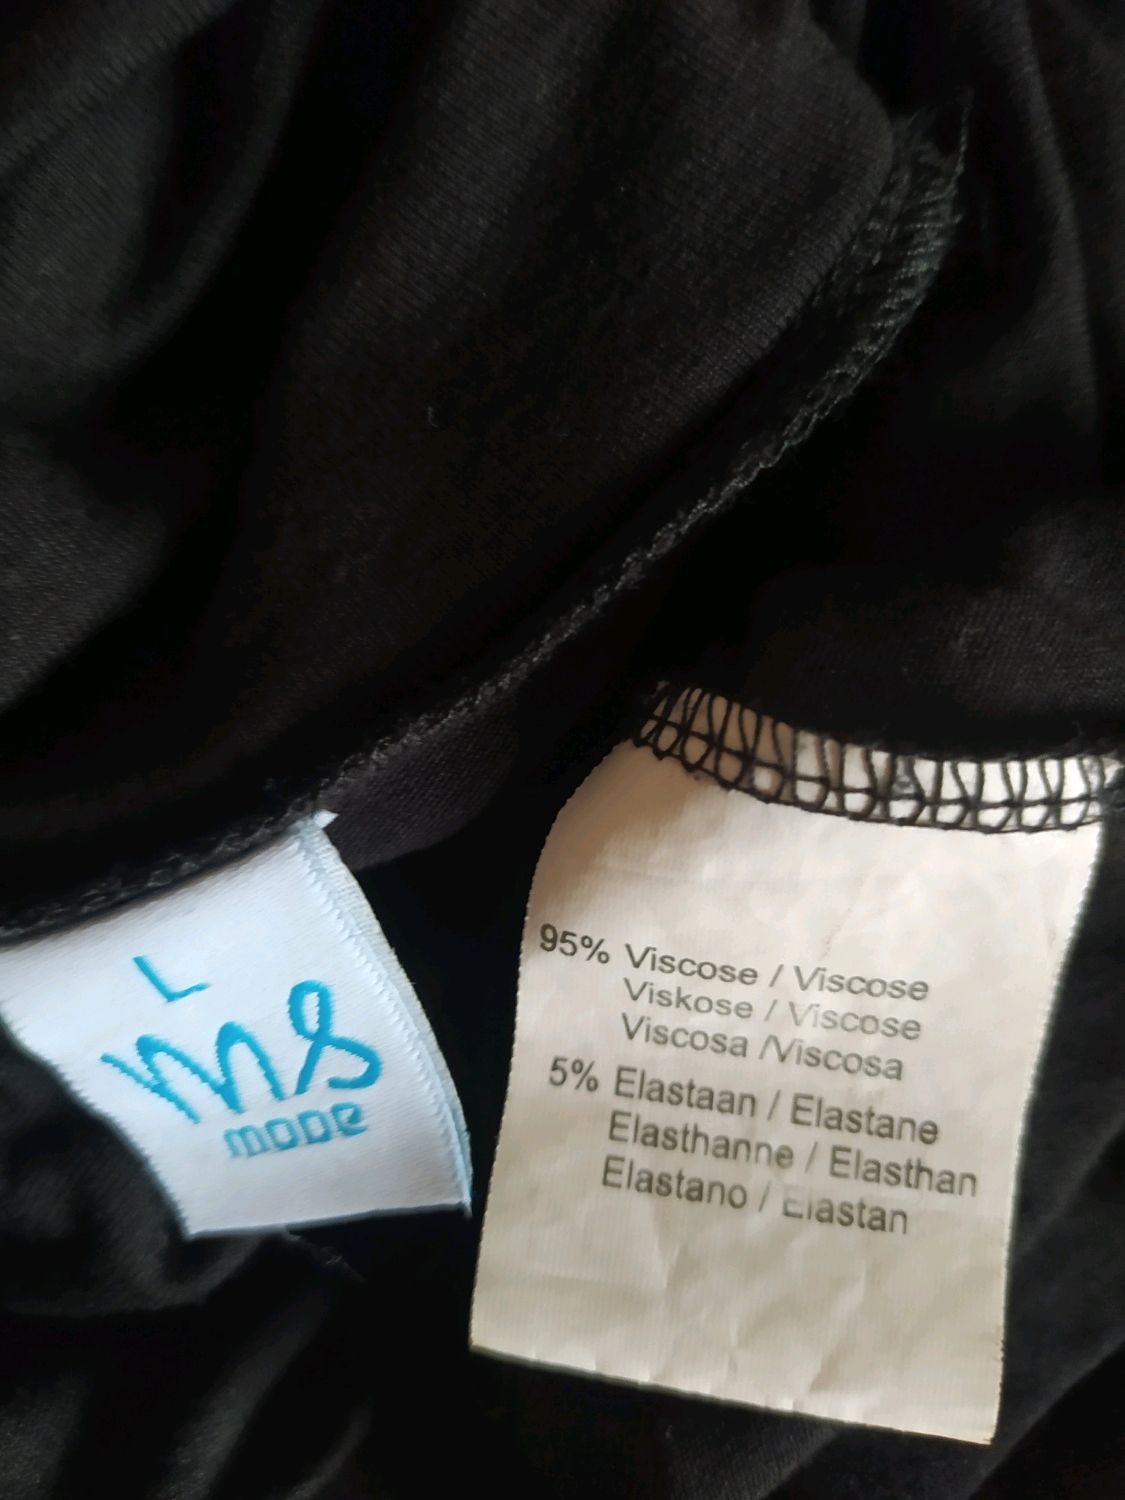 L
ms
mode
95% Viscose / Viscose
Viskose / Viscose
Viscosa / Viscosa
5% Elastaan / Elastane
Elasthanne / Elasthan
Elastano / Elastan